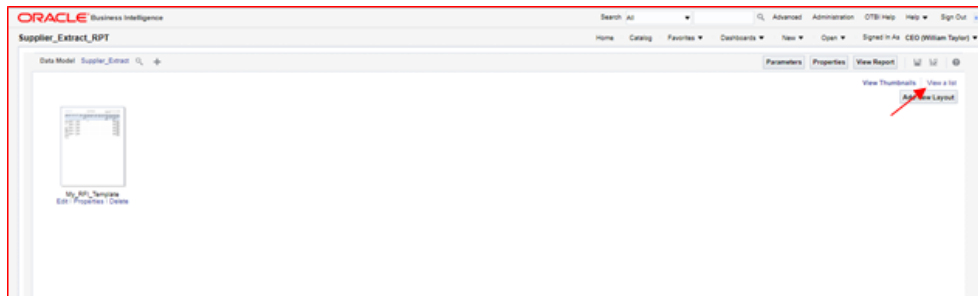 ORACLE Business Intelligence Search All Advanced Administration OTBI Help Help Sign Out
Supplier_Extract_RPT Home Catalog Favorites Dashboards New Open Signed In As CEO (William Taylor)
Data Model Supplier_Extract Parameters Properties View Report
View Thumbnails View a list
Add New Layout
My_RFI_Template
Edit | Properties | Delete